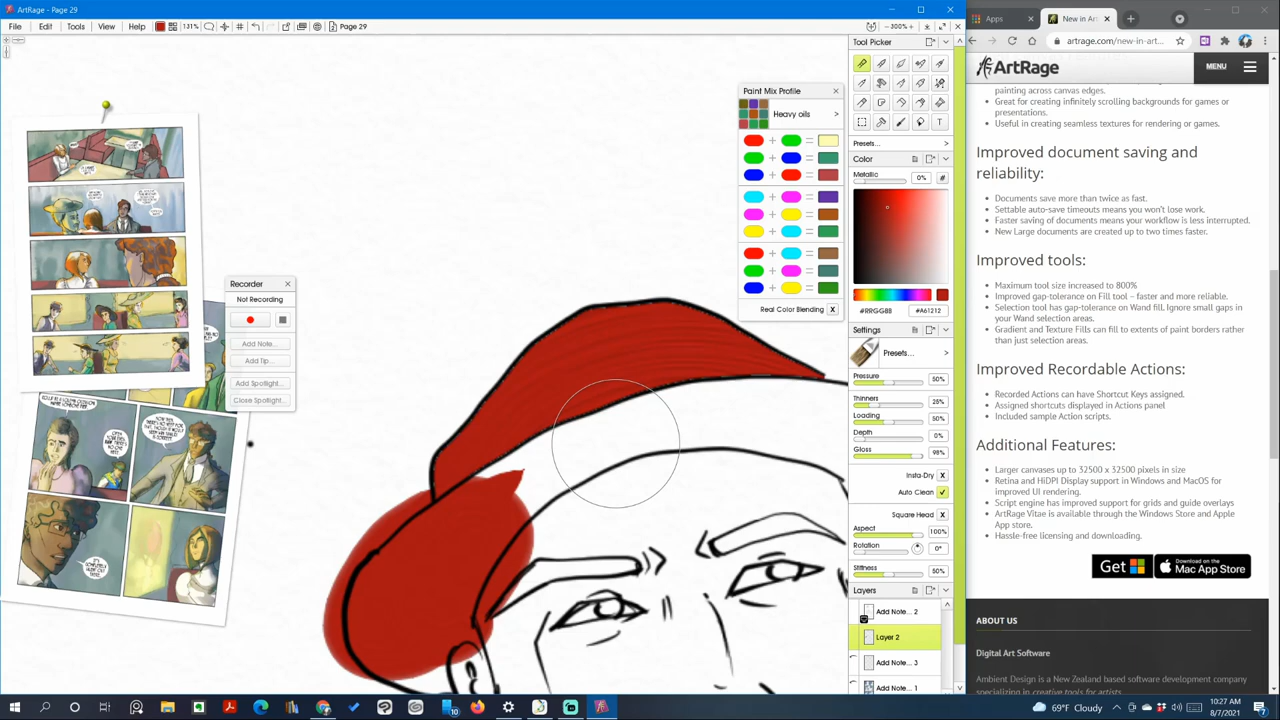 ArtRage - Page 29
File
Edit
Tools
View
Help
131%
Page 29
~300%
Tool Picker
Presets...
Color
Metallic
0%
#RRGGBB
#A61212
Settings
Presets...
Pressure
50%
Thinners
25%
Loading
50%
Depth
0%
Gloss
98%
Insta-Dry
X
Auto Clean
Square Head
X
Aspect
100%
Rotation
0°
Stiffness
50%
Layers
Add Note... 2
Layer 2
Add Note... 3
Add Note... 1
Paint Mix Profile
Heavy oils
Real Color Blending
X
Recorder
Not Recording
Add Note...
Add Tip...
Add Spotlight...
Close Spotlight...
Apps
New in Art
artrage.com/new-in-art...
ArtRage
MENU
painting across canvas edges.
Great for creating infinitely scrolling backgrounds for games or
presentations.
Useful in creating seamless textures for rendering or games.
Improved document saving and
reliability:
Documents save more than twice as fast.
Settable auto-save timeouts means you won't lose work.
Faster saving of documents means your workflow is less interrupted.
New Large documents are created up to two times faster.
Improved tools:
Maximum tool size increased to 800%
Improved gap-tolerance on Fill tool – faster and more reliable.
Selection tool has gap-tolerance on Wand fill. Ignore small gaps in
your Wand selection areas.
Gradient and Texture Fills can fill to extents of paint borders rather
than just selection areas.
Improved Recordable Actions:
Recorded Actions can have Shortcut Keys assigned.
Assigned shortcuts displayed in Actions panel
Included sample Action scripts.
Additional Features:
Larger canvases up to 32500 x 32500 pixels in size
Retina and HiDPI Display support in Windows and MacOS for
improved UI rendering.
Script engine has improved support for grids and guide overlays
ArtRage Vitae is available through the Windows Store and Apple
App store.
Hassle-free licensing and downloading.
Get
Download on the
Mac App Store
ABOUT US
Digital Art Software
Ambient Design is a New Zealand based software development company
specializing in creative tools for artists.
69°F Cloudy
10:27 AM
8/7/2021